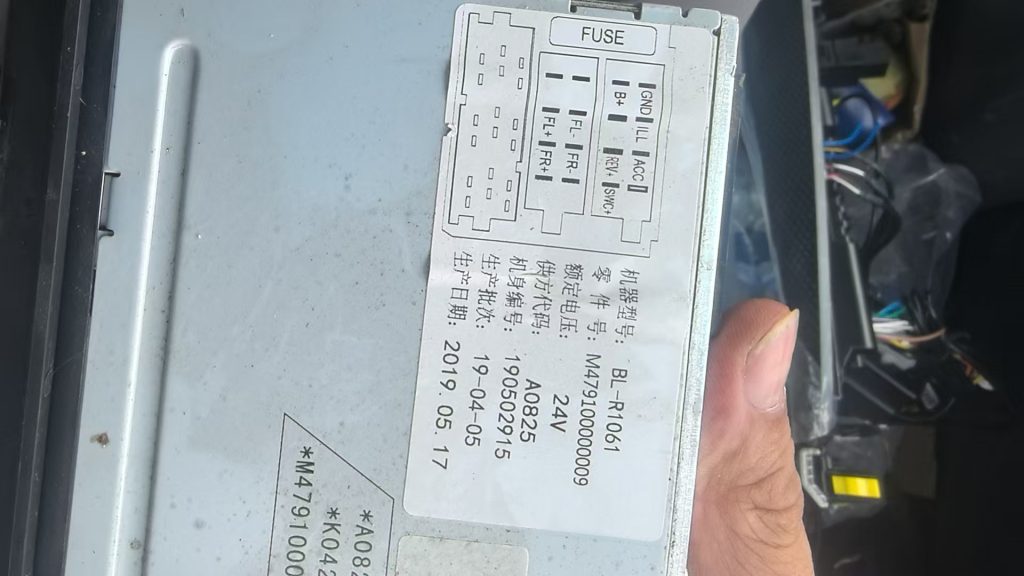 FUSE
GND ILL ACC
B+ SWC+
FL- FR-
FL+ FR+
机器型号: BL-R1061
零件号: M479100000009
额定电压: 24V
供方代码: A0825
机身编号: 190502915
生产批次: 19-04-05
生产日期: 2019.05.17
*A082
*K042
*M4791000